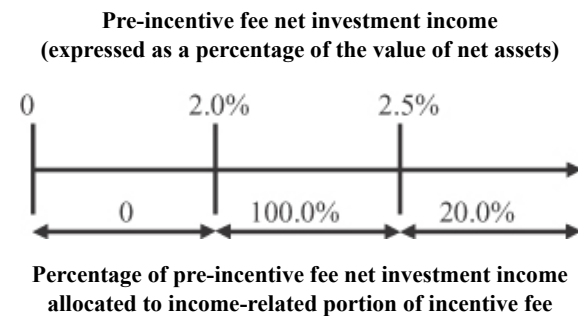 Pre-incentive fee net investment income
(expressed as a percentage of the value of net assets)
0 2.0% 2.5%
0 100.0% 20.0%
Percentage of pre-incentive fee net investment income
allocated to income-related portion of incentive fee